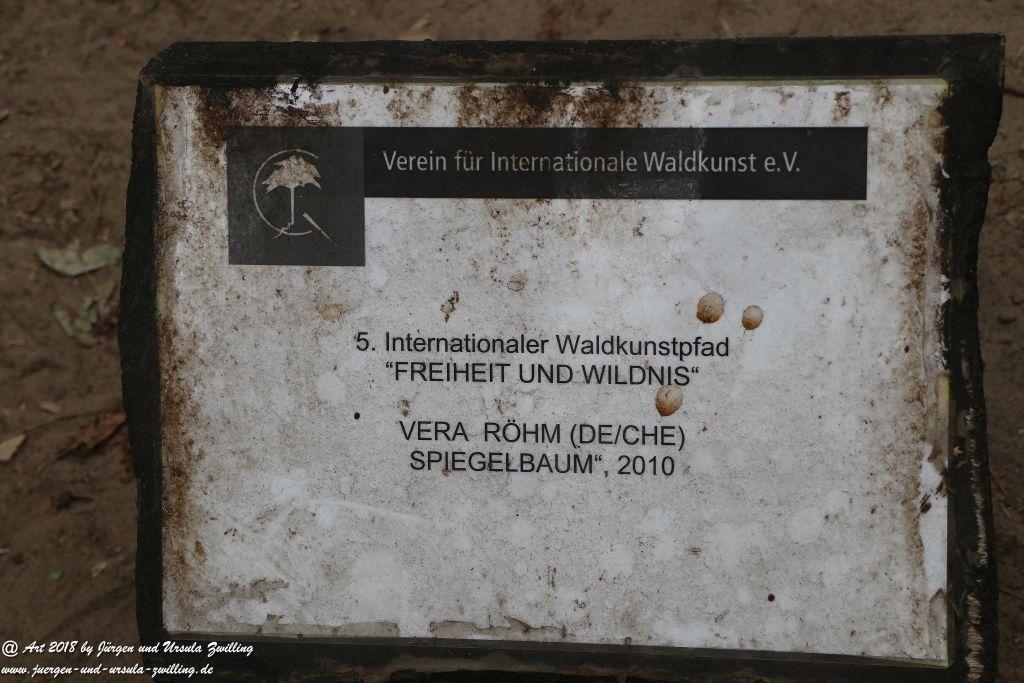 Verein für Internationale Waldkunst e.V.
5. Internationaler Waldkunstpfad
“FREIHEIT UND WILDNIS“
VERA RÖHM (DE/CHE)
SPIEGELBAUM“, 2010
@ Art 2018 by Jürgen und Ursula Zwilling
www.juergen-und-ursula-zwilling.de